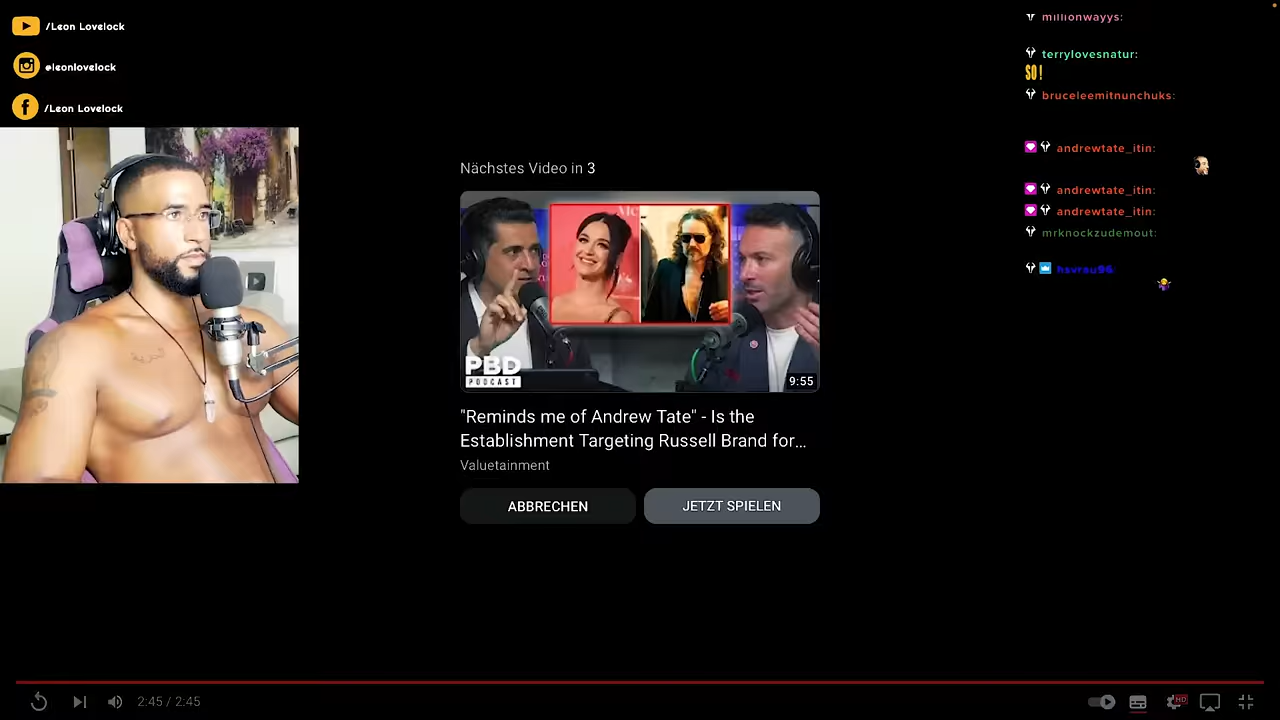 /Leon Lovelock
@leonlovelock
/Leon Lovelock
Nächstes Video in 3
PBD
PODCAST
9:55
"Reminds me of Andrew Tate" - Is the
Establishment Targeting Russell Brand for...
Valuetainment
ABBRECHEN
JETZT SPIELEN
millionwayys:
terrylovesnatur:
SO!
bruceleemitnunchuks:
andrewtate_itin:
andrewtate_itin:
andrewtate_itin:
mrknockzudemout:
hsvrau96:
2:45 / 2:45
HD